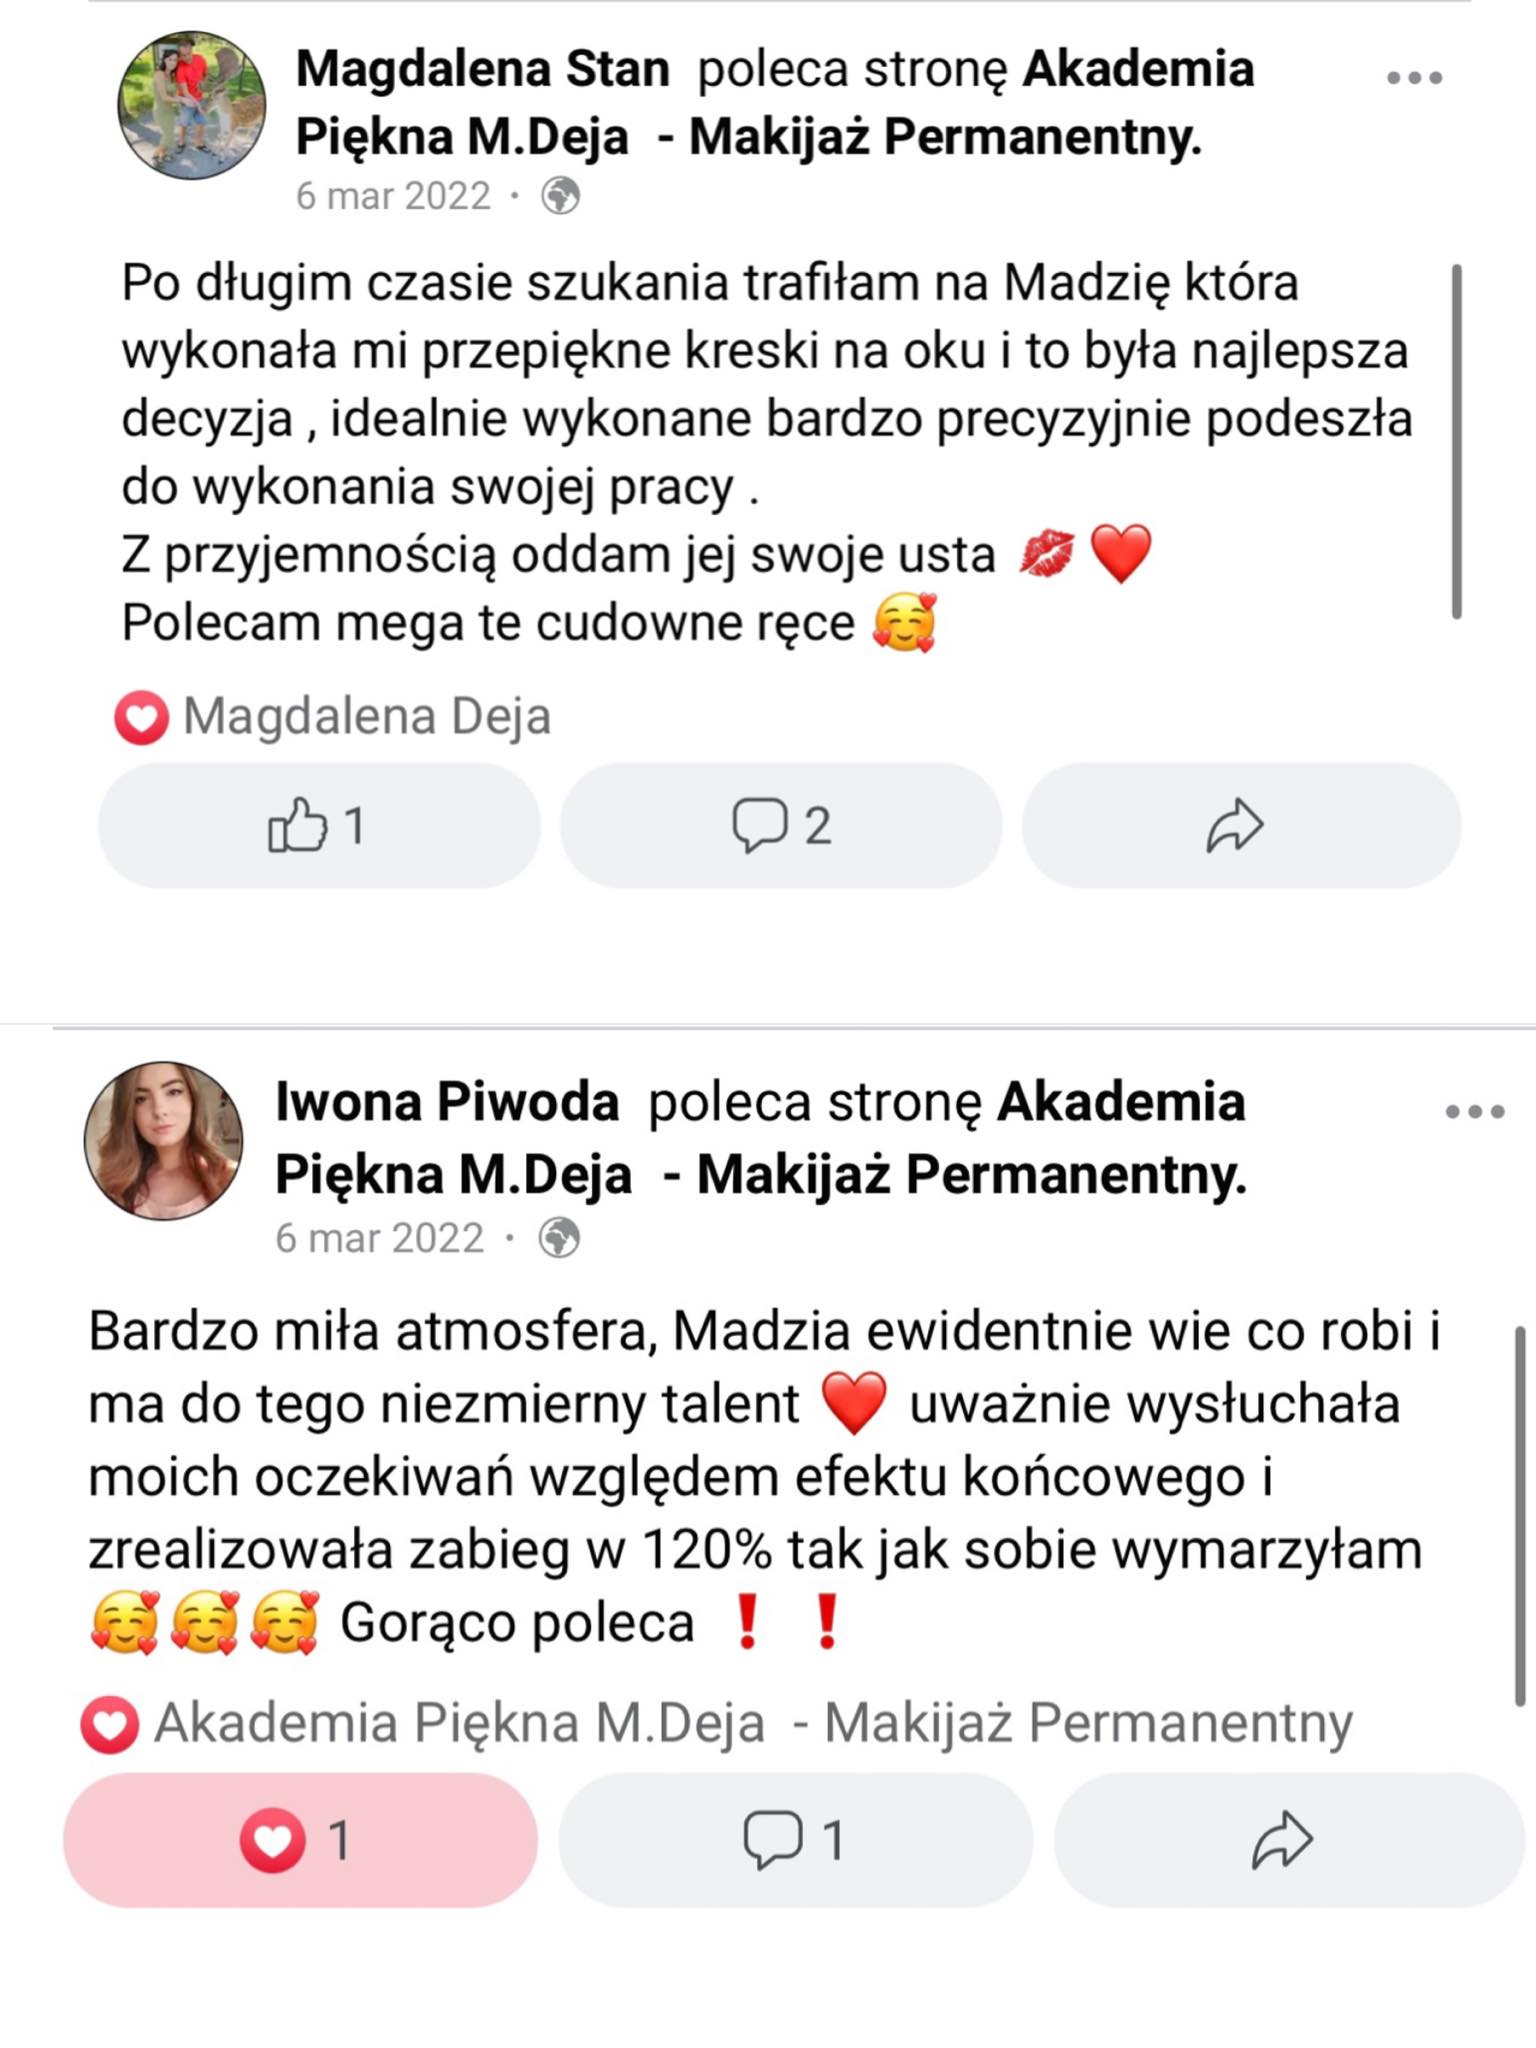 Magdalena Stan poleca stronę Akademia
Piękna M.Deja - Makijaż Permanentny.
6 mar 2022 ·
Po długim czasie szukania trafiłam na Madzię która
wykonała mi przepiękne kreski na oku i to była najlepsza
decyzja , idealnie wykonane bardzo precyzyjnie podeszła
do wykonania swojej pracy .
Z przyjemnością oddam jej swoje usta 💋 ❤️
Polecam mega te cudowne ręce 🥰
Magdalena Deja
1
2
Iwona Piwoda poleca stronę Akademia
Piękna M.Deja - Makijaż Permanentny.
6 mar 2022 ·
Bardzo miła atmosfera, Madzia ewidentnie wie co robi i
ma do tego niezmierny talent ❤️ uważnie wysłuchała
moich oczekiwań względem efektu końcowego i
zrealizowała zabieg w 120% tak jak sobie wymarzyłam
🥰🥰🥰 Gorąco poleca ❗ ❗
Akademia Piękna M.Deja - Makijaż Permanentny
1
1